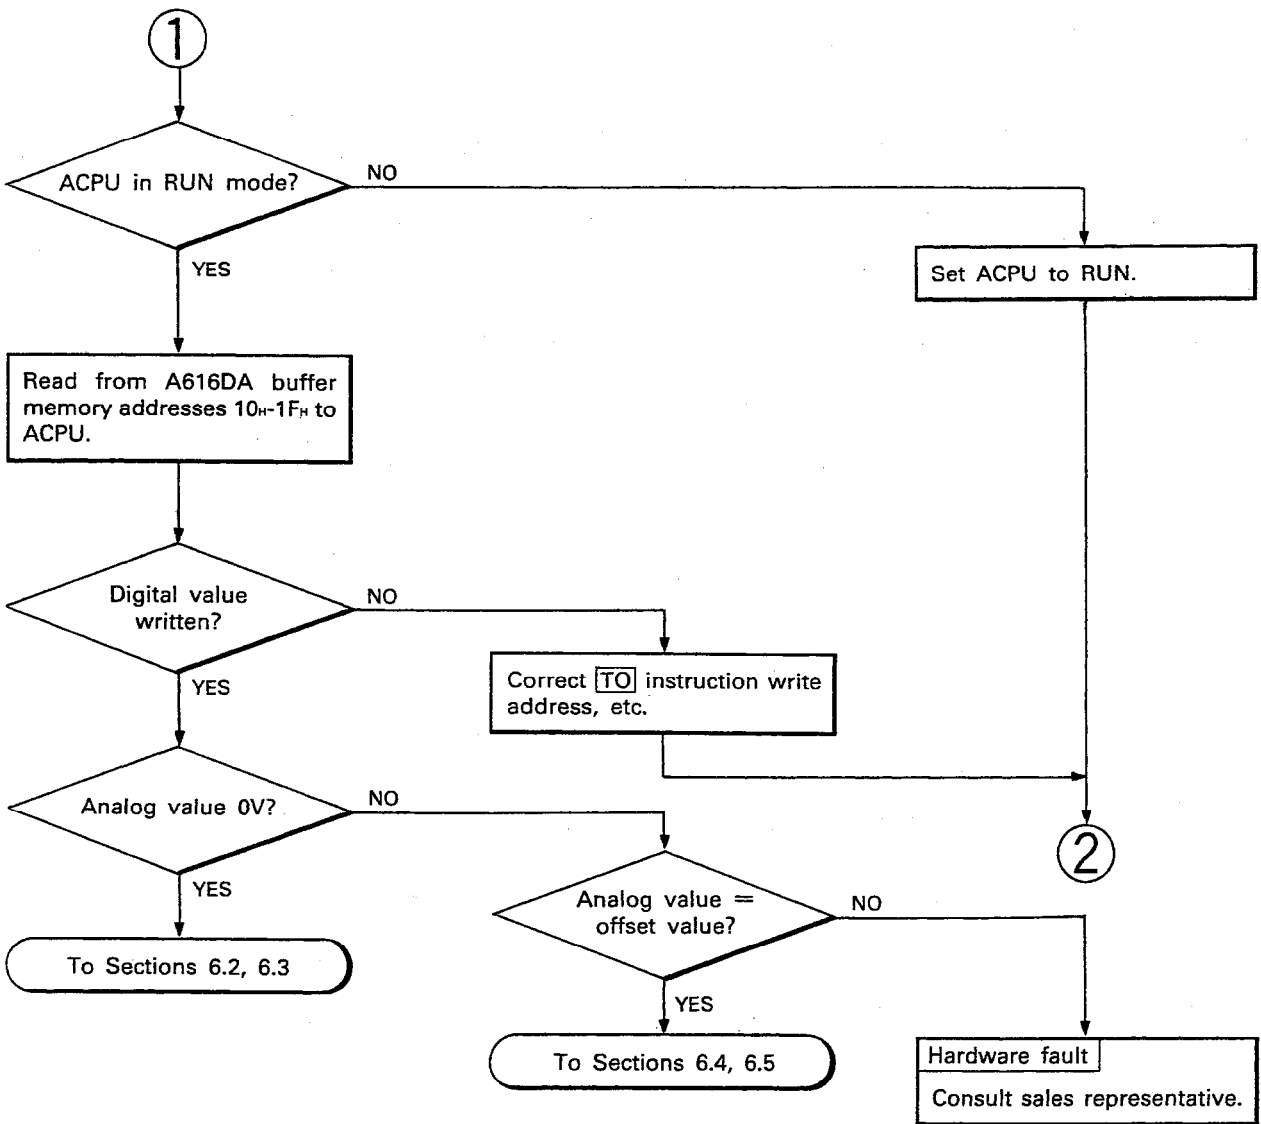 1
ACPU in RUN mode?
NO
YES
Set ACPU to RUN.
Read from A616DA buffer
memory addresses 10H-1FH to
ACPU.
Digital value
written?
NO
YES
Correct TO instruction write
address, etc.
Analog value 0V?
NO
YES
2
Analog value =
offset value?
NO
YES
To Sections 6.2, 6.3
To Sections 6.4, 6.5
Hardware fault
Consult sales representative.